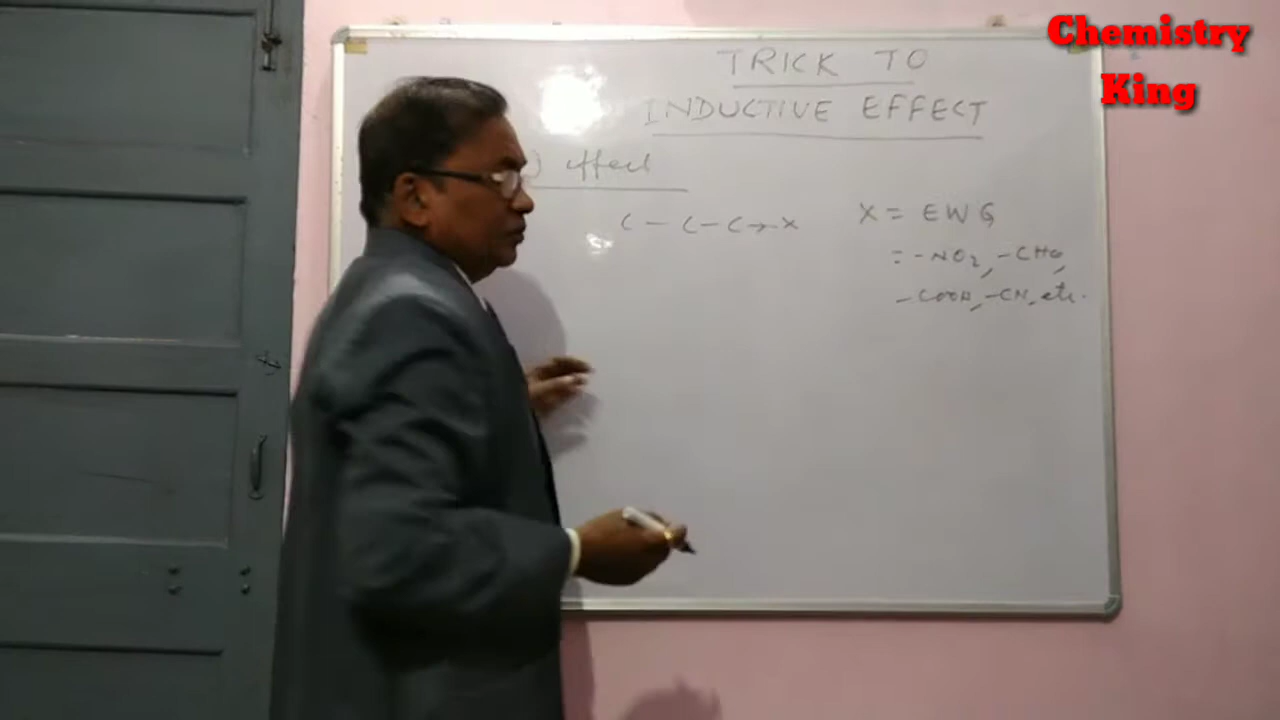 Chemistry
King
TRICK TO
INDUCTIVE EFFECT
) effect
C - C - C → X
X = EWG
= -NO2, -CHO,
-COOH, -CN, etc.